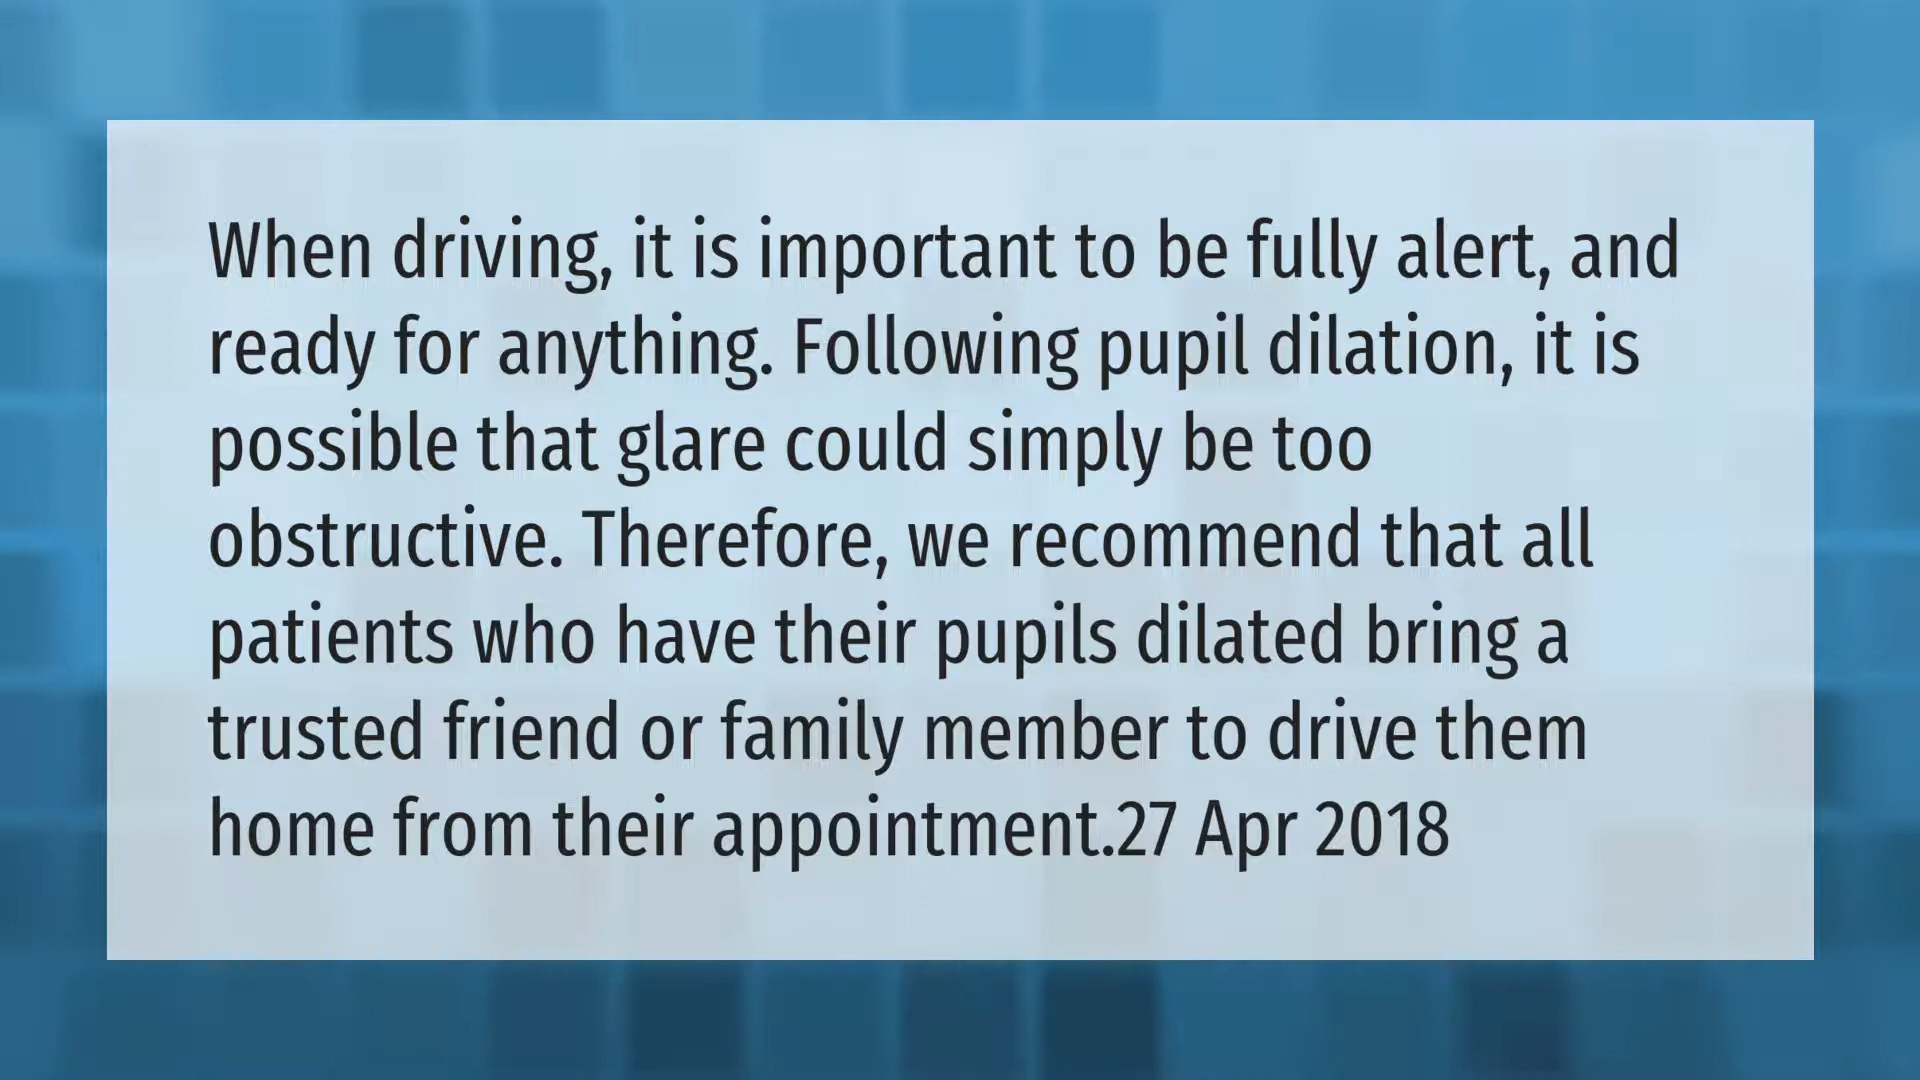 When driving, it is important to be fully alert, and
ready for anything. Following pupil dilation, it is
possible that glare could simply be too
obstructive. Therefore, we recommend that all
patients who have their pupils dilated bring a
trusted friend or family member to drive them
home from their appointment.27 Apr 2018